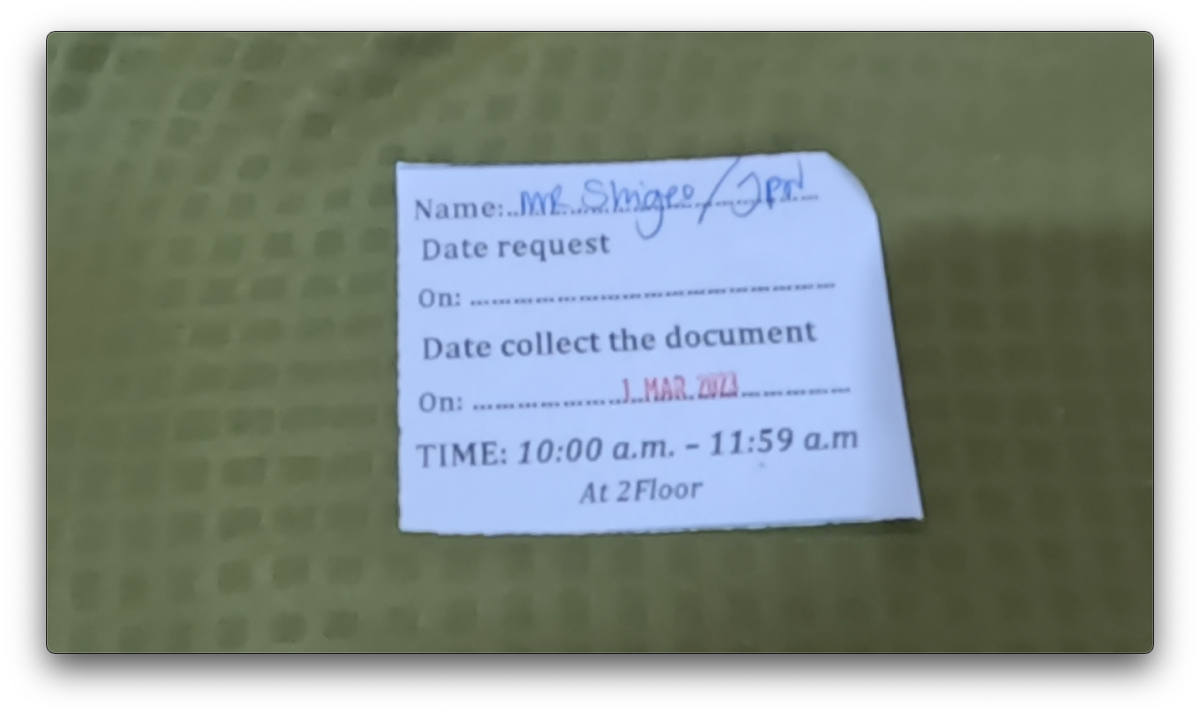 Name:..MR Shigeo/JPN
Date request
On: ................................................
Date collect the document
On: .....................1 MAR 2023...............
TIME: 10:00 a.m. – 11:59 a.m
At 2Floor